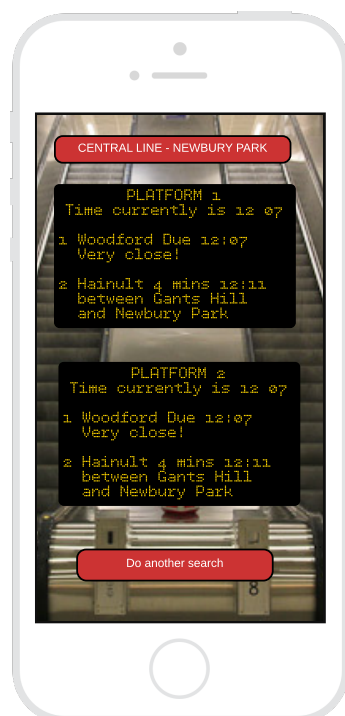 CENTRAL LINE - NEWBURY PARK
PLATFORM 1
Time currently is 12 07
1 Woodford Due 12:07
Very close!
2 Hainult 4 mins 12:11
between Gants Hill
and Newbury Park
PLATFORM 2
Time currently is 12 07
1 Woodford Due 12:07
Very close!
2 Hainult 4 mins 12:11
between Gants Hill
and Newbury Park
Do another search